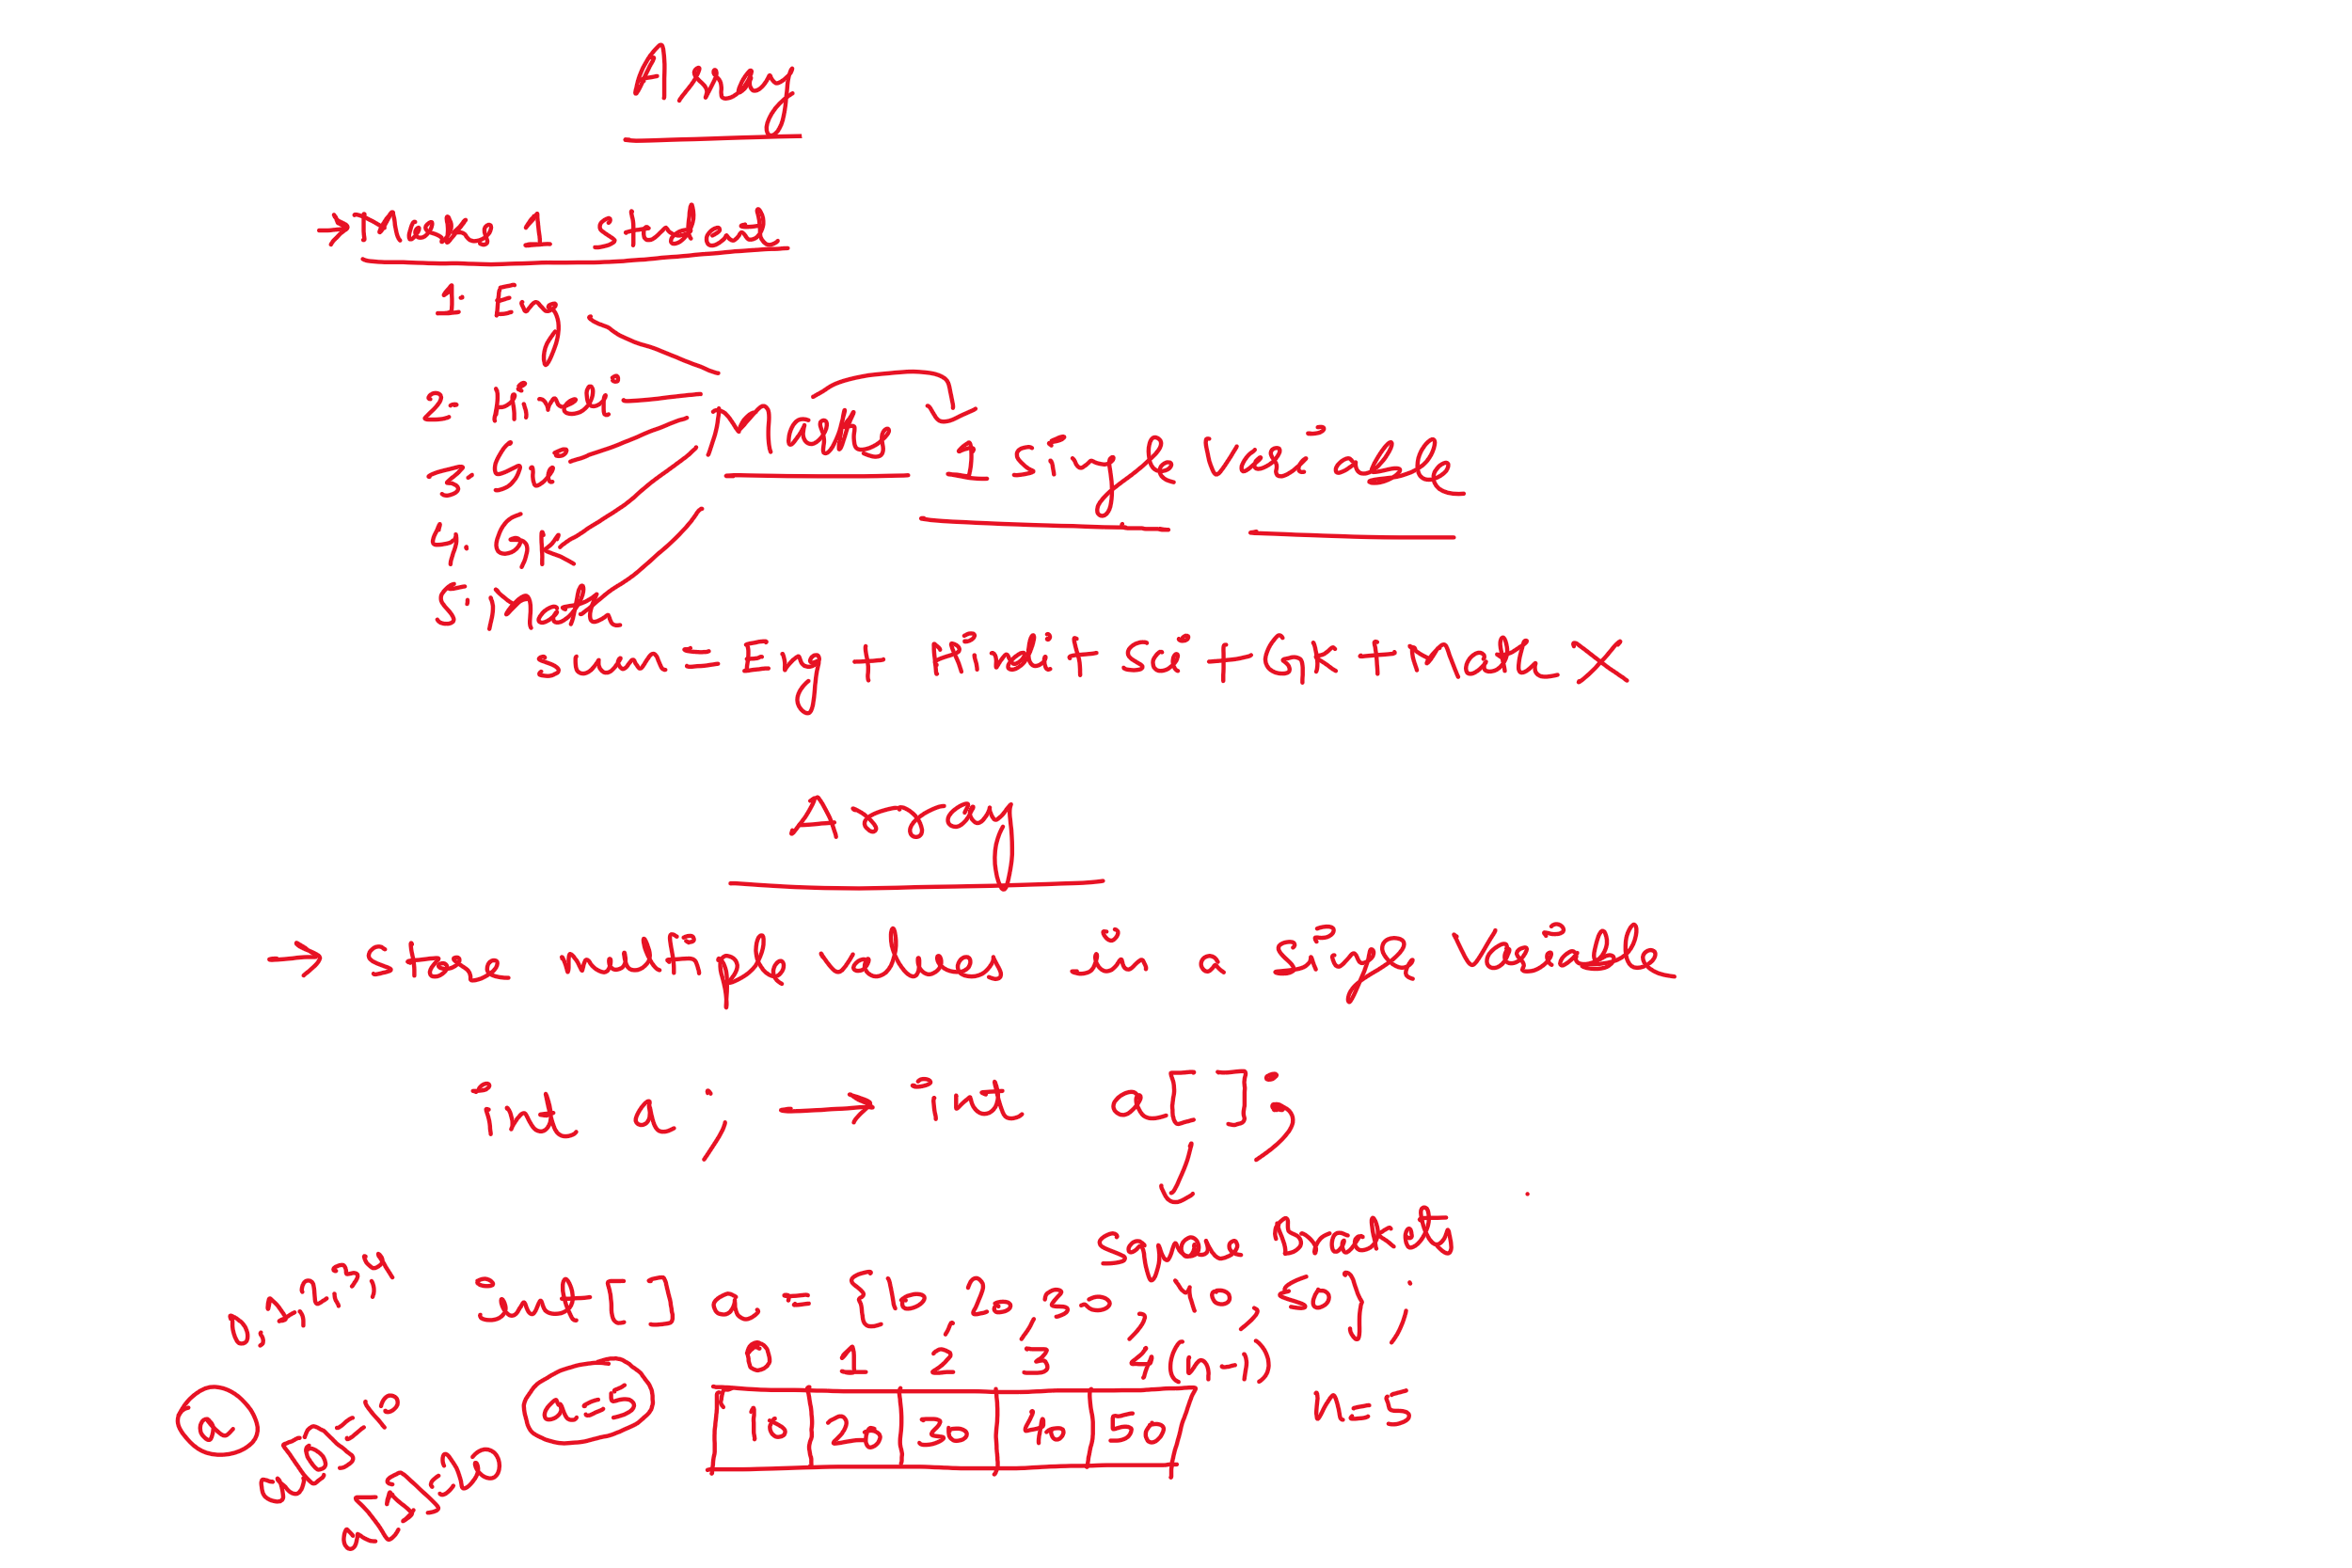 Array
→ Marks 1 student
1. Eng
2. Hindi
3. Sci
4. GK
5. Math
Marks
1 single variable
sum = Eng + Hindi + sci + GK + Math X
Array
→ store multiple values in a single variable
int a; → int a[];
square Brackets
0,1,2,3,4
int[] a = {10, 20, 30, 40, 50};
0 1 2 3 4 (n-1)
10 20 30 40 50
n=5
a=5
a
a[0]=10
a[1]=20